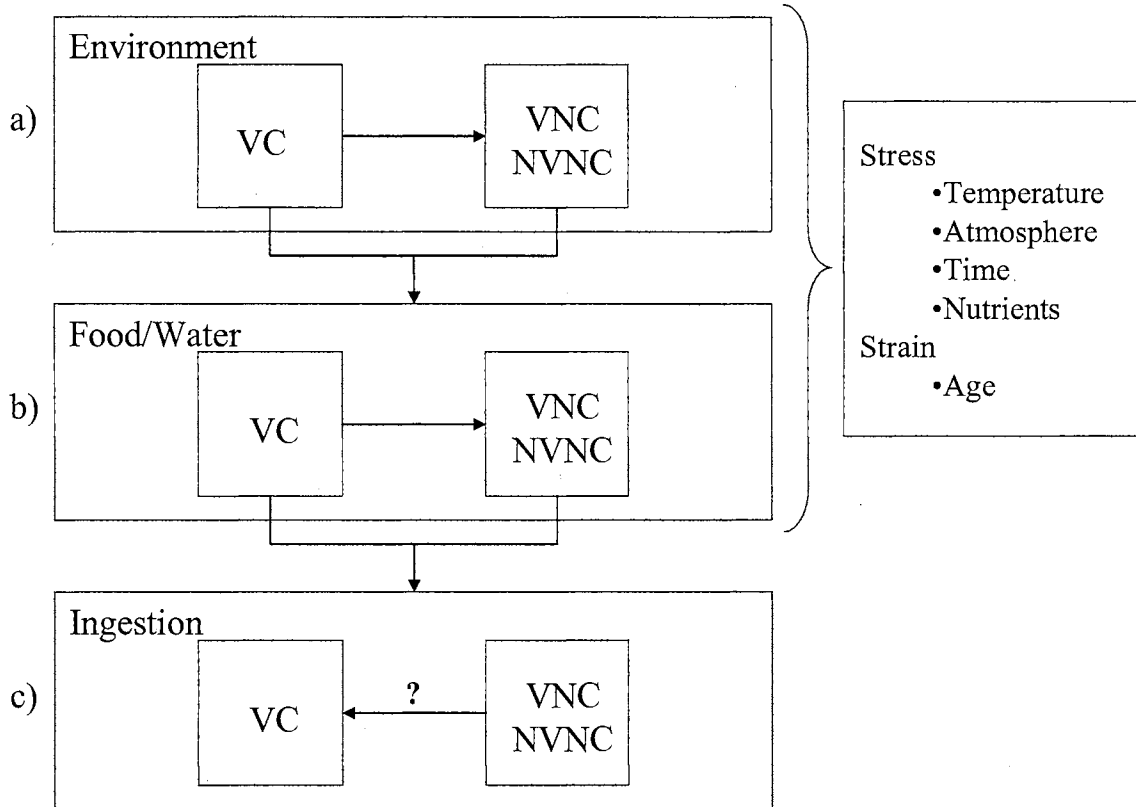 Environment
a)
VC
VNC
NVNC
Food/Water
b)
VC
VNC
NVNC
Ingestion
c)
VC
?
VNC
NVNC
Stress
•Temperature
•Atmosphere
•Time
•Nutrients
Strain
•Age